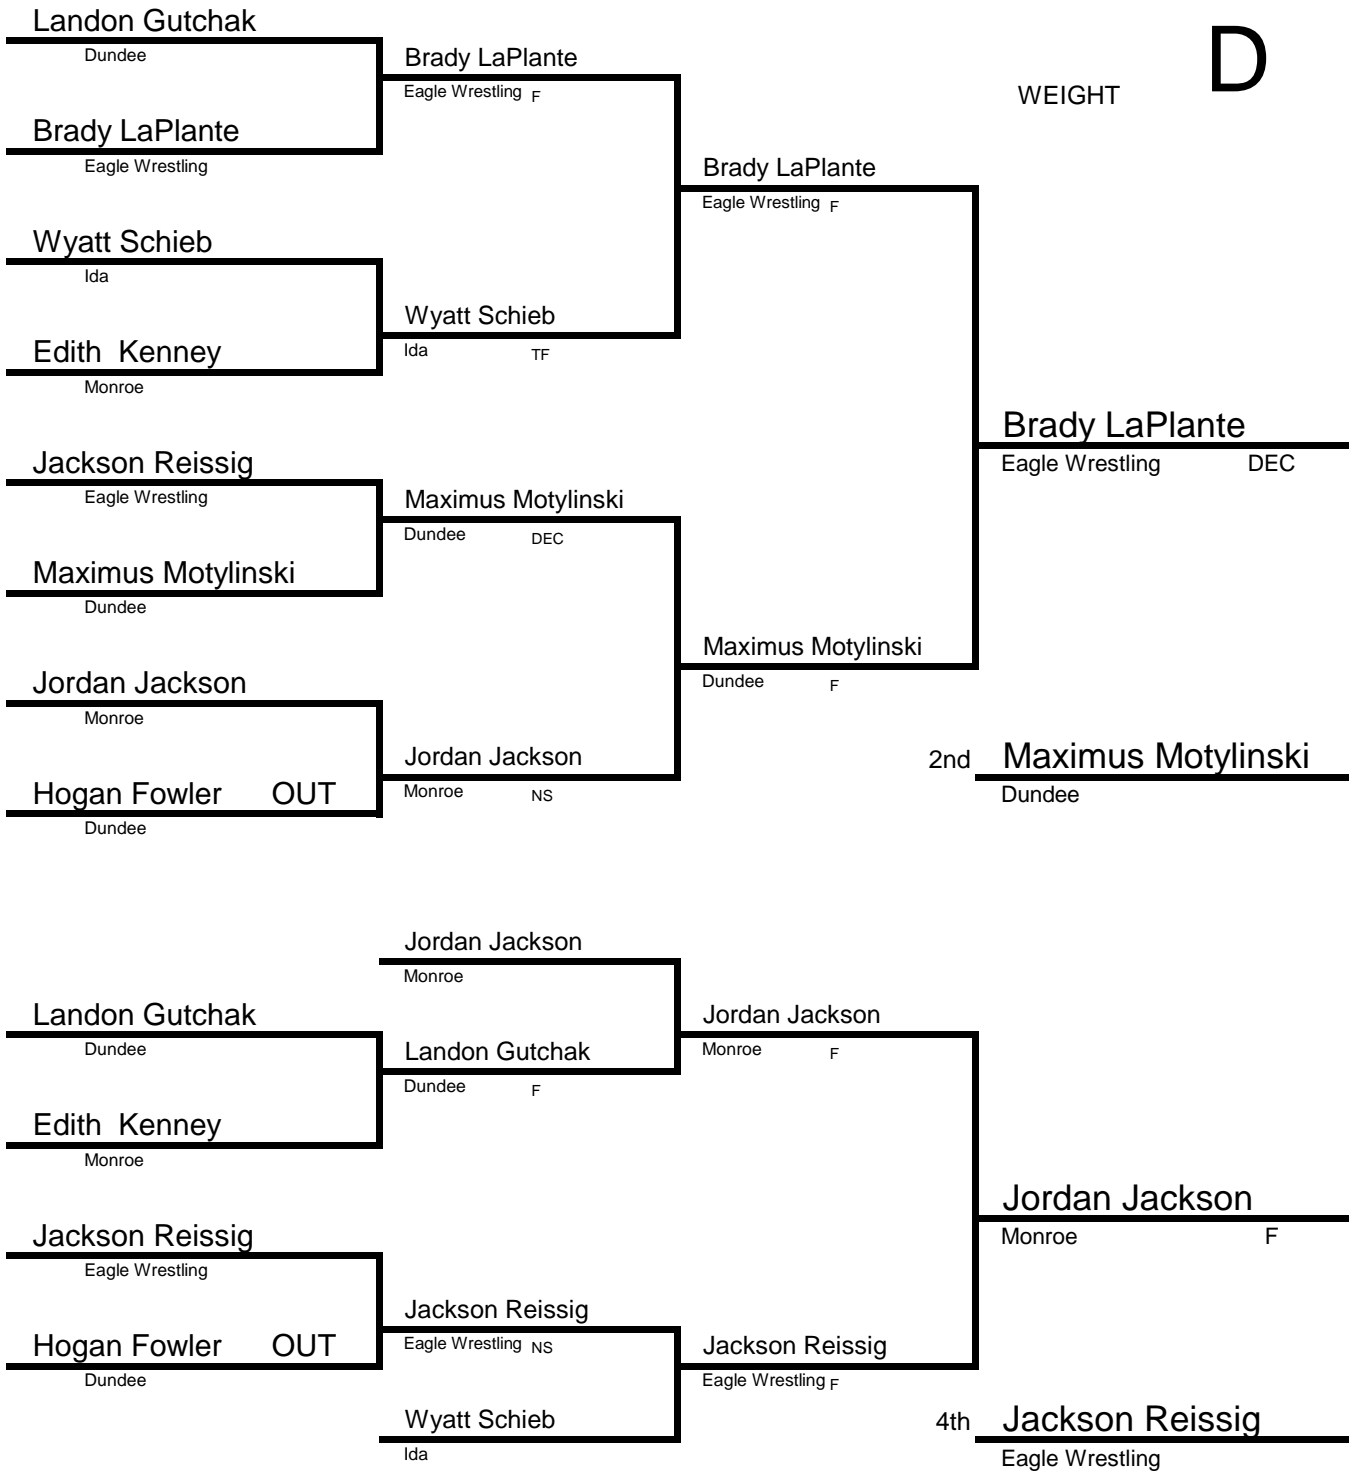 Landon Gutchak
Dundee
Brady LaPlante
Eagle Wrestling F
D
WEIGHT
Brady LaPlante
Eagle Wrestling
Brady LaPlante
Eagle Wrestling F
Wyatt Schieb
Ida
Wyatt Schieb
Ida TF
Edith  Kenney
Monroe
Brady LaPlante
Eagle Wrestling DEC
Jackson Reissig
Eagle Wrestling
Maximus Motylinski
Dundee DEC
Maximus Motylinski
Dundee
Maximus Motylinski
Dundee F
Jordan Jackson
Monroe
Jordan Jackson
Monroe NS
2nd Maximus Motylinski
Dundee
Hogan Fowler OUT
Dundee
Jordan Jackson
Monroe
Landon Gutchak
Dundee
Jordan Jackson
Monroe F
Landon Gutchak
Dundee F
Edith  Kenney
Monroe
Jordan Jackson
Monroe F
Jackson Reissig
Eagle Wrestling
Jackson Reissig
Eagle Wrestling NS
Hogan Fowler OUT
Dundee
Jackson Reissig
Eagle Wrestling F
Wyatt Schieb
Ida
4th Jackson Reissig
Eagle Wrestling